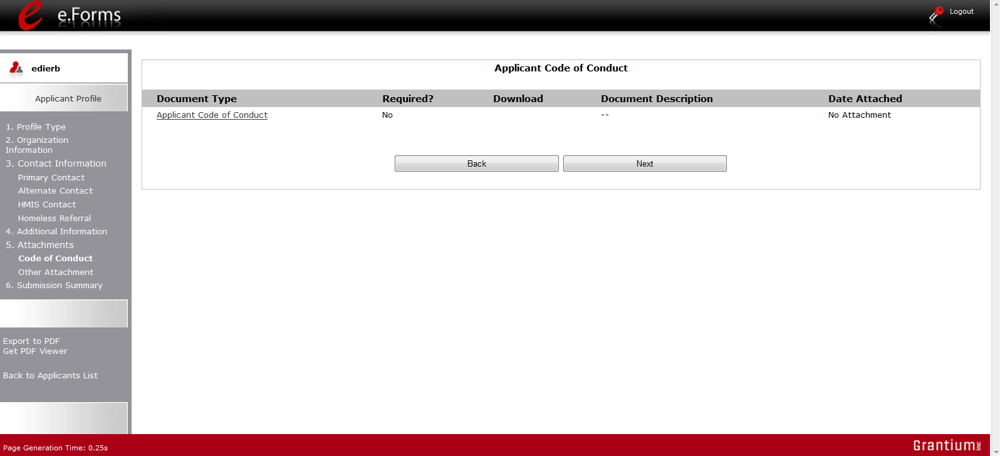 e e.Forms
Logout
edierb
Applicant Profile
1. Profile Type
2. Organization
Information
3. Contact Information
Primary Contact
Alternate Contact
HMIS Contact
Homeless Referral
4. Additional Information
5. Attachments
Code of Conduct
Other Attachment
6. Submission Summary
Export to PDF
Get PDF Viewer
Back to Applicants List
Applicant Code of Conduct
Document Type Required? Download Document Description Date Attached
Applicant Code of Conduct No -- No Attachment
Back Next
Page Generation Time: 0.25s
Grantium inc